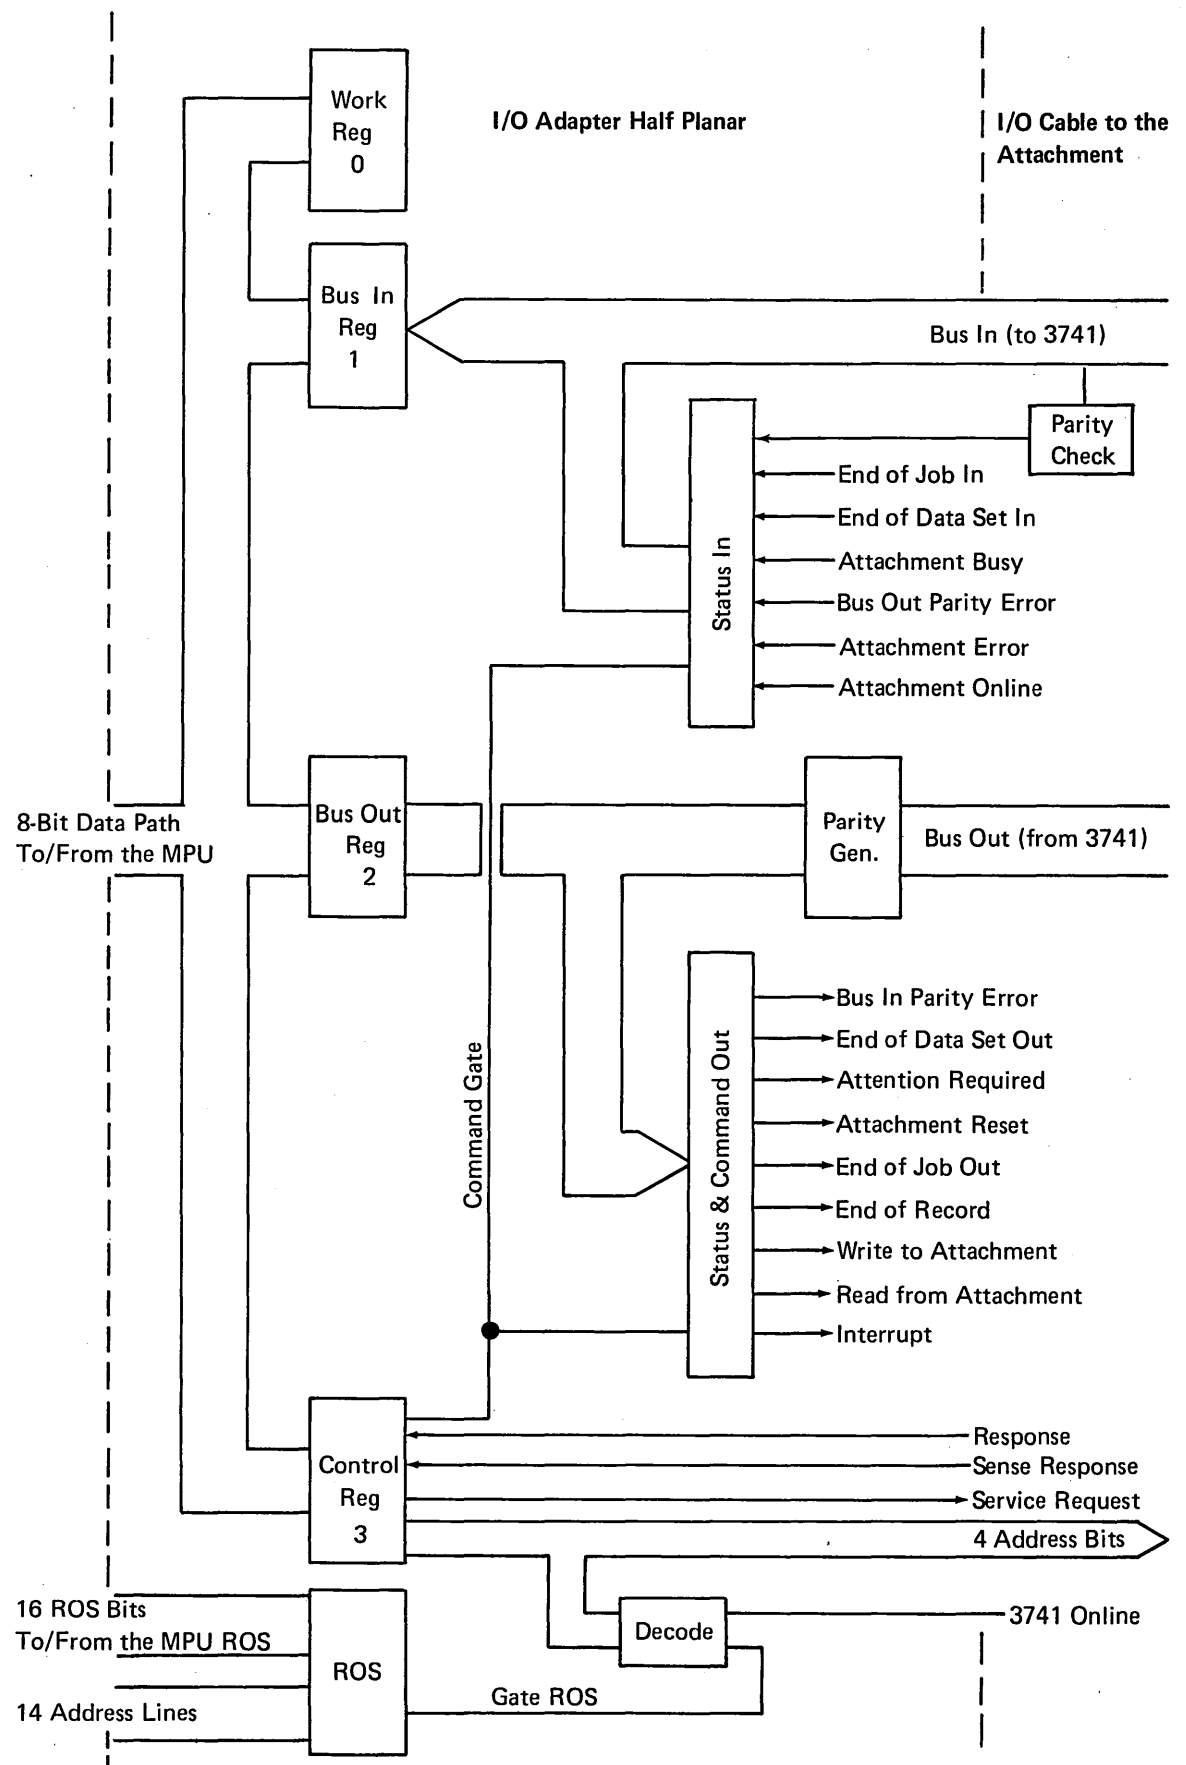 Work
Reg
0
I/O Adapter Half Planar
I/O Cable to the
Attachment
Bus In
Reg
1
Bus In (to 3741)
Parity
Check
Status In
End of Job In
End of Data Set In
Attachment Busy
Bus Out Parity Error
Attachment Error
Attachment Online
8-Bit Data Path
To/From the MPU
Bus Out
Reg
2
Parity
Gen.
Bus Out (from 3741)
Command Gate
Status & Command Out
Bus In Parity Error
End of Data Set Out
Attention Required
Attachment Reset
End of Job Out
End of Record
Write to Attachment
Read from Attachment
Interrupt
Control
Reg
3
Response
Sense Response
Service Request
4 Address Bits
16 ROS Bits
To/From the MPU ROS
14 Address Lines
ROS
Decode
3741 Online
Gate ROS